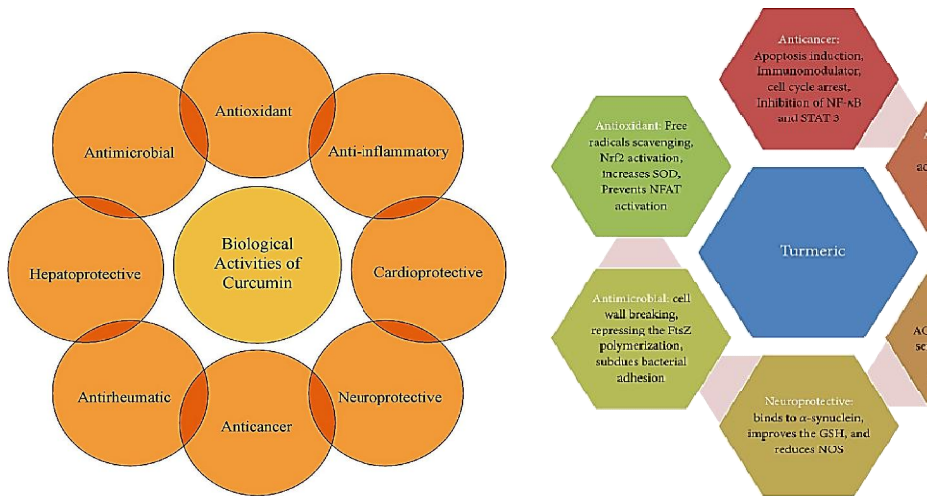 Antioxidant
Anti-inflammatory
Cardioprotective
Neuroprotective
Anticancer
Antirheumatic
Hepatoprotective
Antimicrobial
Biological
Activities of
Curcumin
Anticancer:
Apoptosis induction,
Immunomodulator,
cell cycle arrest,
Inhibition of NF-κB
and STAT 3
Antioxidant: Free
radicals scavenging,
Nrf2 activation,
increases SOD,
Prevents NFAT
activation
Turmeric
Antimicrobial: cell
wall breaking,
repressing the FtsZ
polymerization,
subdues bacterial
adhesion
Neuroprotective:
binds to α-synuclein,
improves the GSH, and
reduces NOS